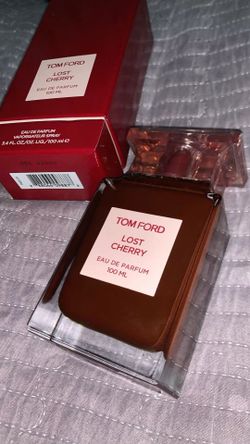 TOM FORD
LOST
CHERRY
EAU DE PARFUM
100 ML
EAU DE PARFUM
VAPORISATEUR SPRAY
3.4 FL.OZ./OZ. LIQ./100 ml ℮
TOM FORD
LOST
CHERRY
EAU DE PARFUM
100 ML